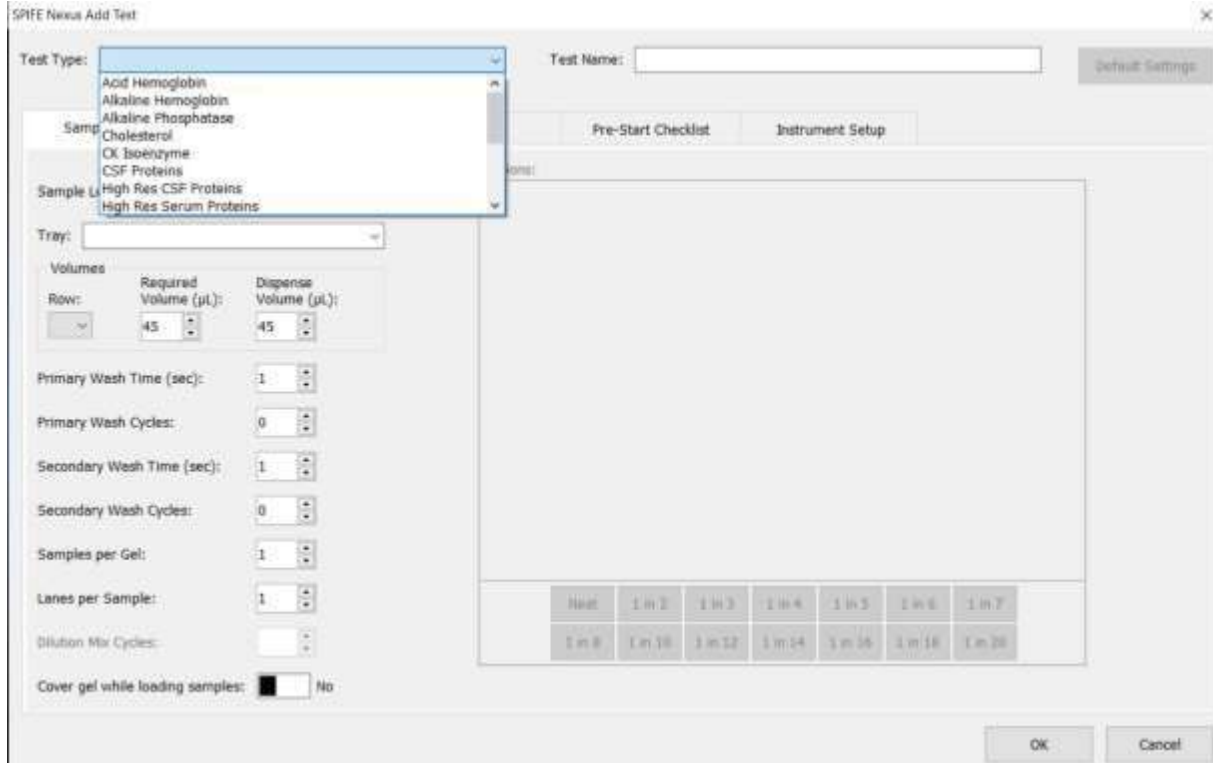 SPIFE Nexus Add Test
Test Type:
Test Name:
Default Settings
Acid Hemoglobin
Alkaline Hemoglobin
Alkaline Phosphatase
Cholesterol
CK Isoenzyme
CSF Proteins
High Res CSF Proteins
High Res Serum Proteins
Samp
Pre-Start Checklist
Instrument Setup
Sample L
ons:
Tray:
Volumes
Row:
Required Volume (µL):
Dispense Volume (µL):
45
45
Primary Wash Time (sec): 1
Primary Wash Cycles: 0
Secondary Wash Time (sec): 1
Secondary Wash Cycles: 0
Samples per Gel: 1
Lanes per Sample: 1
Dilution Mix Cycles:
Cover gel while loading samples: No
Neat 1 in 2 1 in 3 1 in 4 1 in 5 1 in 6 1 in 7
1 in 8 1 in 10 1 in 12 1 in 14 1 in 16 1 in 18 1 in 20
OK Cancel